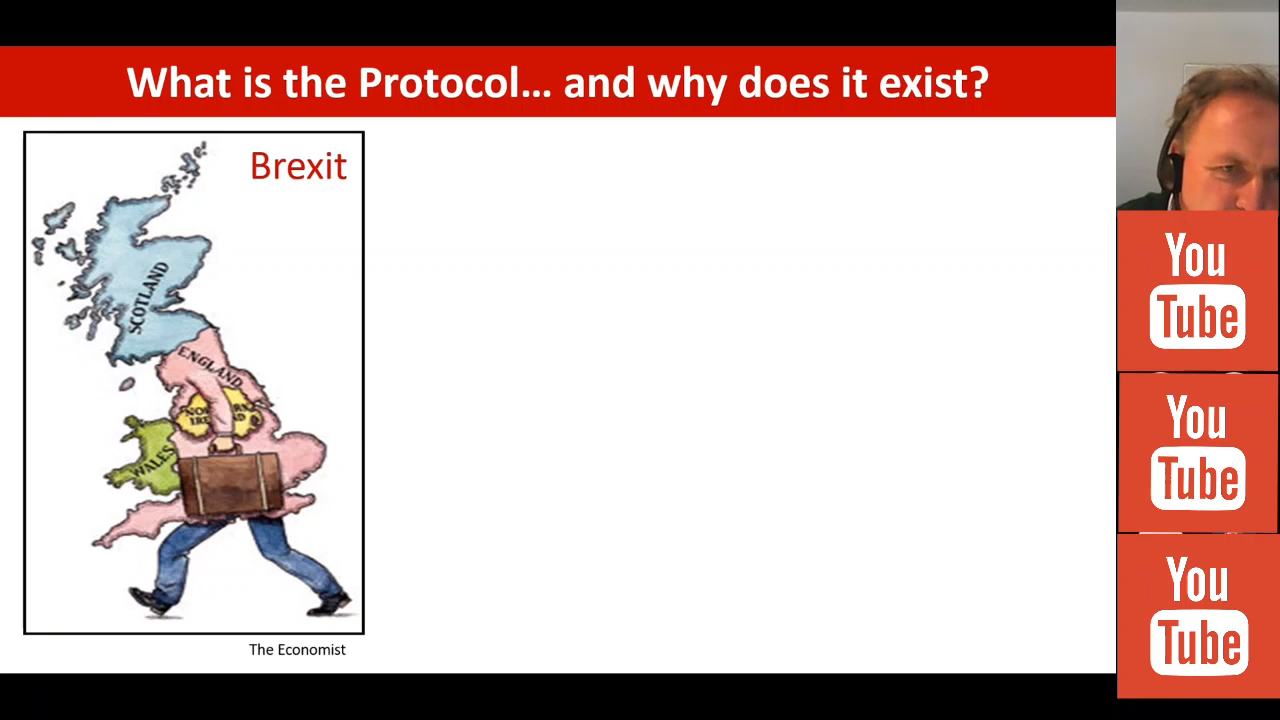 What is the Protocol... and why does it exist?
Brexit
SCOTLAND
ENGLAND
WALES
The Economist
You
Tube
You
Tube
You
Tube